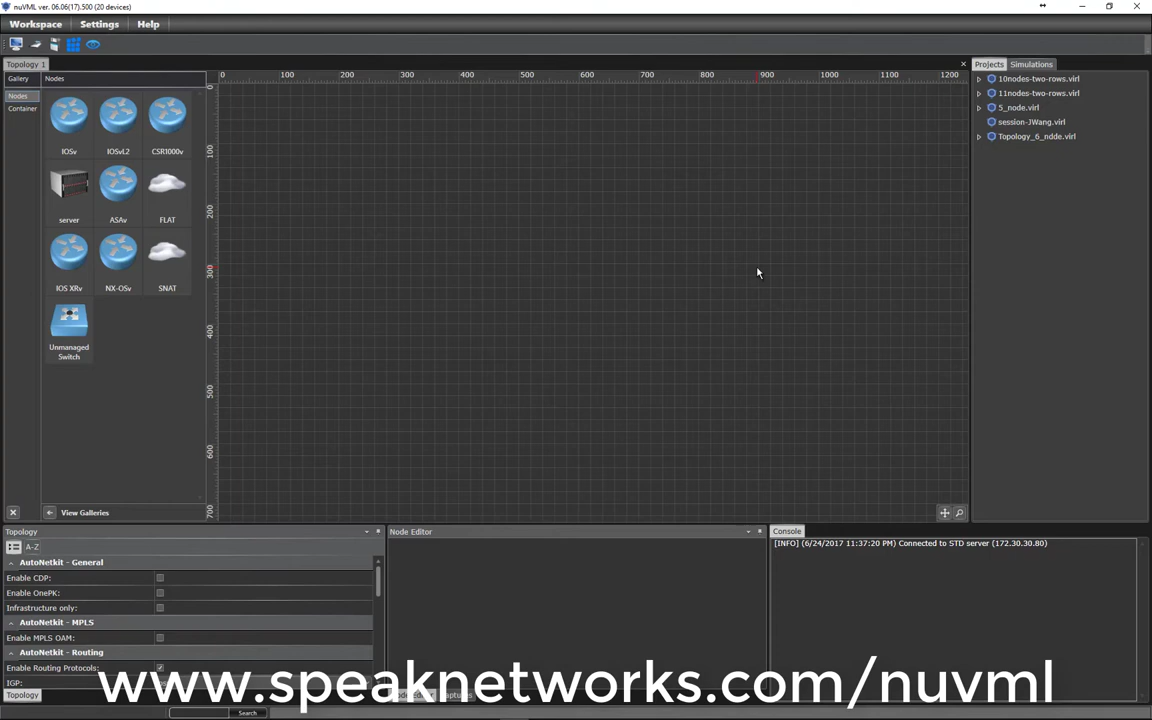 nuVML ver. 06.06(17).500 (20 devices)
Workspace Settings Help
Topology 1
Gallery Nodes
Nodes
Container
IOSv IOSvL2 CSR1000v
server ASAv FLAT
IOS XRv NX-OSv SNAT
Unmanaged
Switch
View Galleries
0 100 200 300 400 500 600 700 800 900 1000 1100 1200
0
100
200
300
400
500
600
700
Projects Simulations
10nodes-two-rows.virl
11nodes-two-rows.virl
5_node.virl
session-JWang.virl
Topology_6_ndde.virl
Topology
A-Z
AutoNetkit - General
Enable CDP:
Enable OnePK:
Infrastructure only:
AutoNetkit - MPLS
Enable MPLS OAM:
AutoNetkit - Routing
Enable Routing Protocols:
IGP:
Topology
Node Editor
Console
[INFO] (6/24/2017 11:37:20 PM) Connected to STD server (172.30.30.80)
www.speaknetworks.com/nuvml
Search